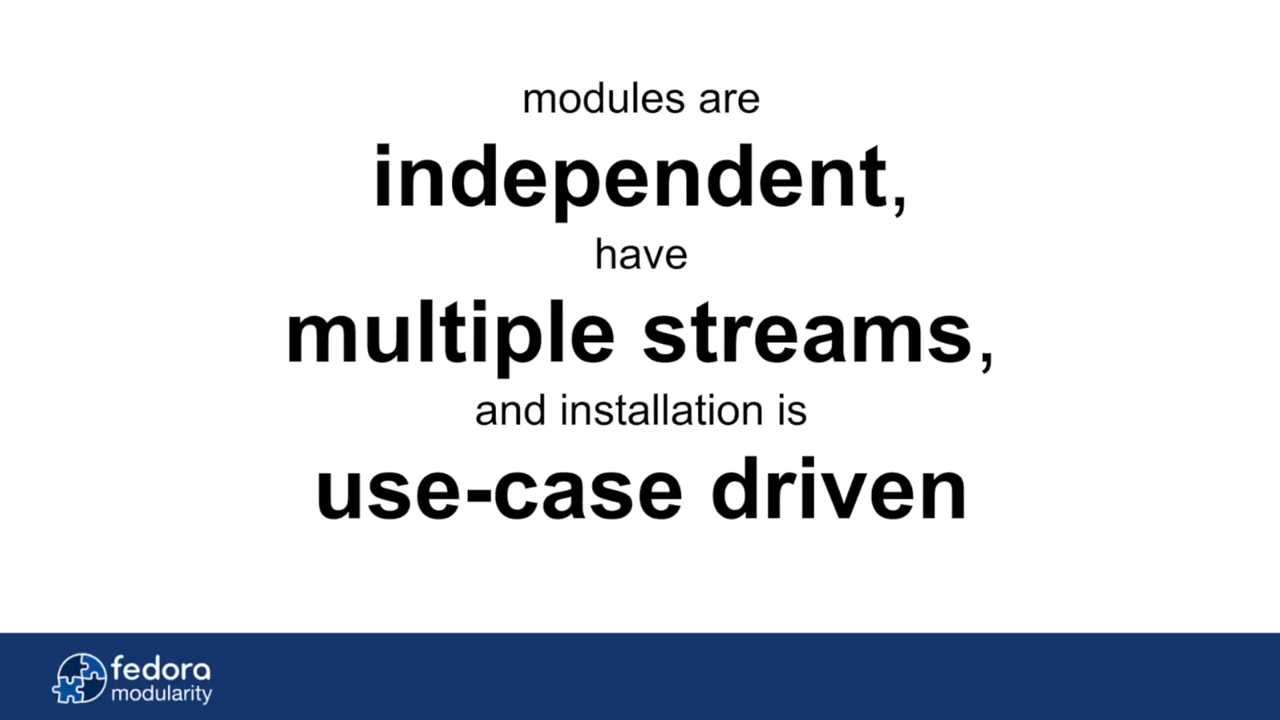 modules are
independent,
have
multiple streams,
and installation is
use-case driven
fedora
modularity